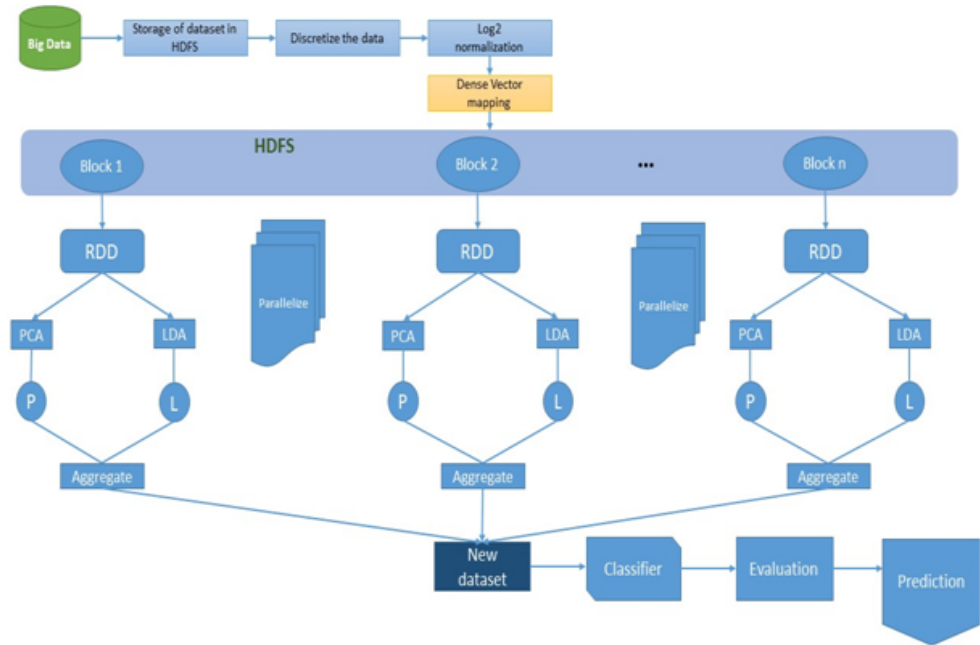 Big Data
Storage of dataset in
HDFS
Discretize the data
Log2
normalization
Dense Vector
mapping
HDFS
Block 1
Block 2
...
Block n
RDD
RDD
RDD
Parallelize
Parallelize
PCA
LDA
PCA
LDA
PCA
LDA
P
L
P
L
P
L
Aggregate
Aggregate
Aggregate
New
dataset
Classifier
Evaluation
Prediction